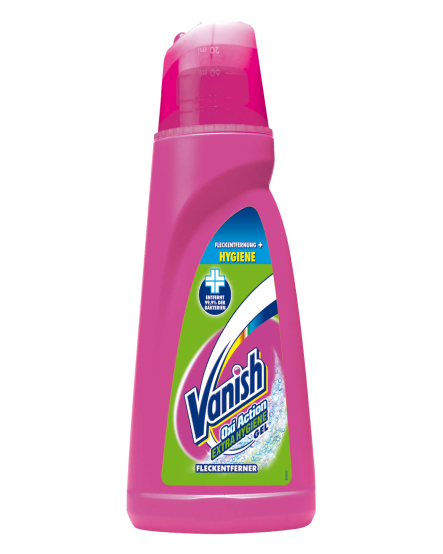 FLECKENTFERNUNG +
HYGIENE
ENTFERNT
99,9% DER
BAKTERIEN
Vanish
Oxi Action
EXTRA HYGIENE
GEL
FLECKENTFERNER